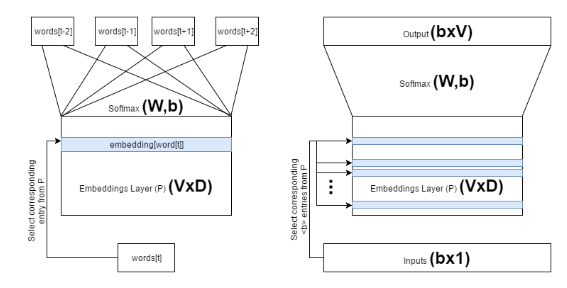 words[t-2]
words[t-1]
words[t+1]
words[t+2]
Softmax (W,b)
embedding[word[t]]
Embeddings Layer (P) (VxD)
Select corresponding
entry from P
words[t]
Output (bxV)
Softmax (W,b)
Embeddings Layer (P) (VxD)
Select corresponding
<b> entries from P
Inputs (bx1)